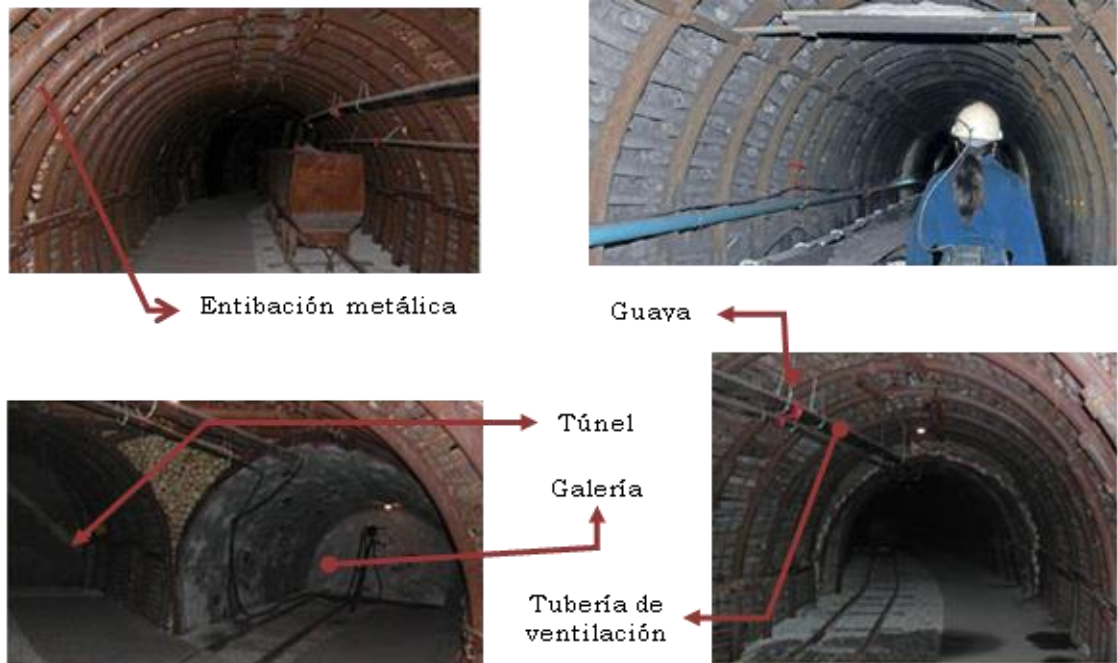 Entibación metálica
Guaya
Túnel
Galería
Tubería de
ventilación